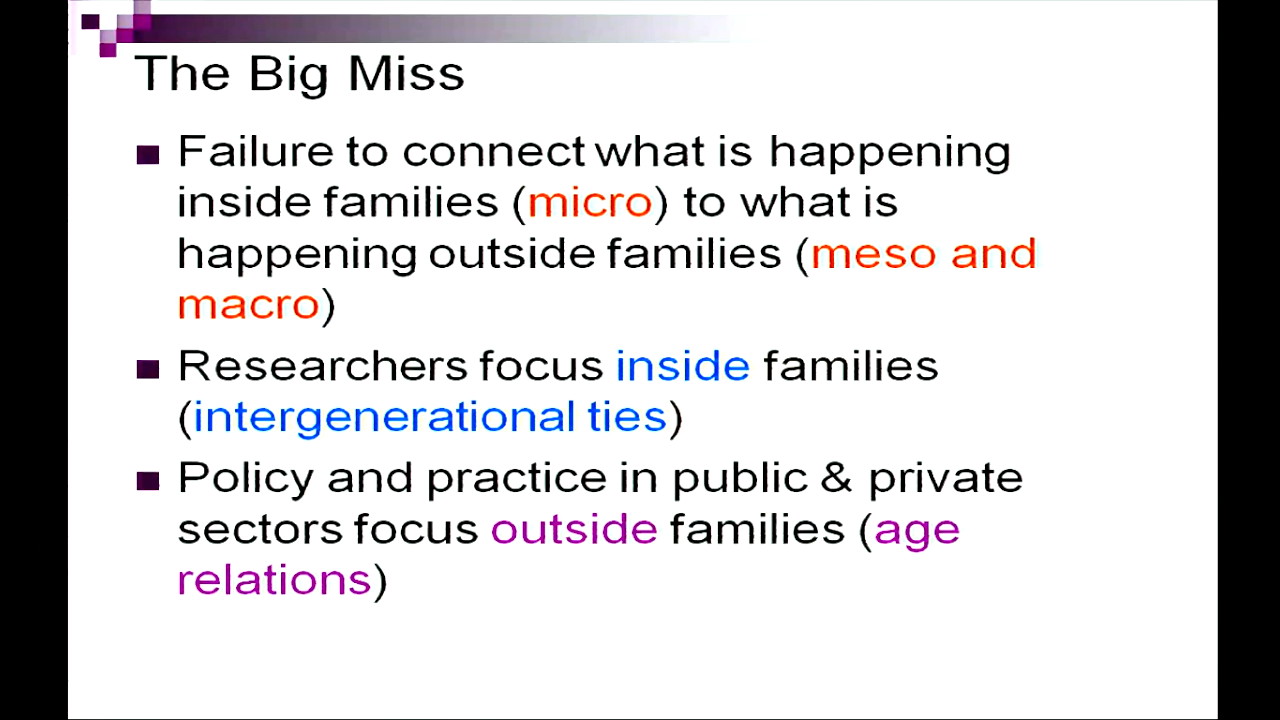 The Big Miss
Failure to connect what is happening
inside families (micro) to what is
happening outside families (meso and
macro)
Researchers focus inside families
(intergenerational ties)
Policy and practice in public & private
sectors focus outside families (age
relations)